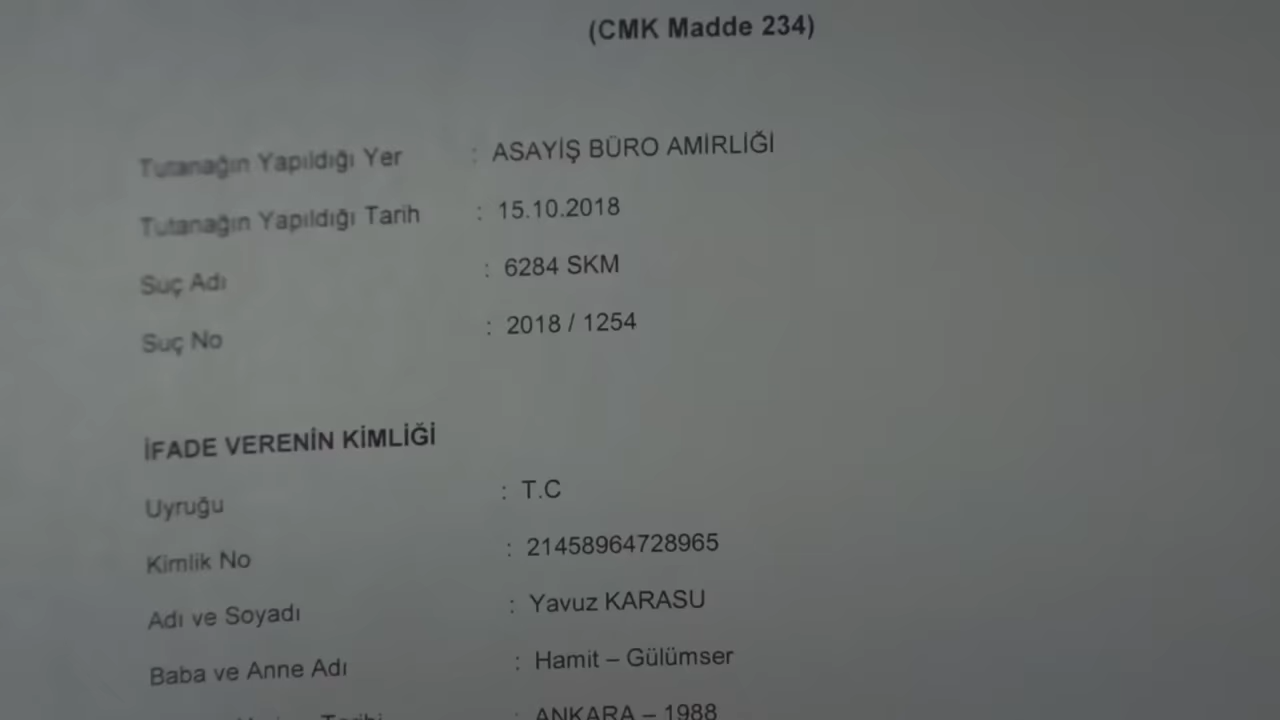 (CMK Madde 234)
Tutanağın Yapıldığı Yer : ASAYİŞ BÜRO AMİRLİĞİ
Tutanağın Yapıldığı Tarih : 15.10.2018
Suç Adı : 6284 SKM
Suç No : 2018 / 1254
İFADE VERENİN KİMLİĞİ
Uyruğu : T.C
Kimlik No : 21458964728965
Adı ve Soyadı : Yavuz KARASU
Baba ve Anne Adı : Hamit – Gülümser
Tarihi : ANKARA – 1988